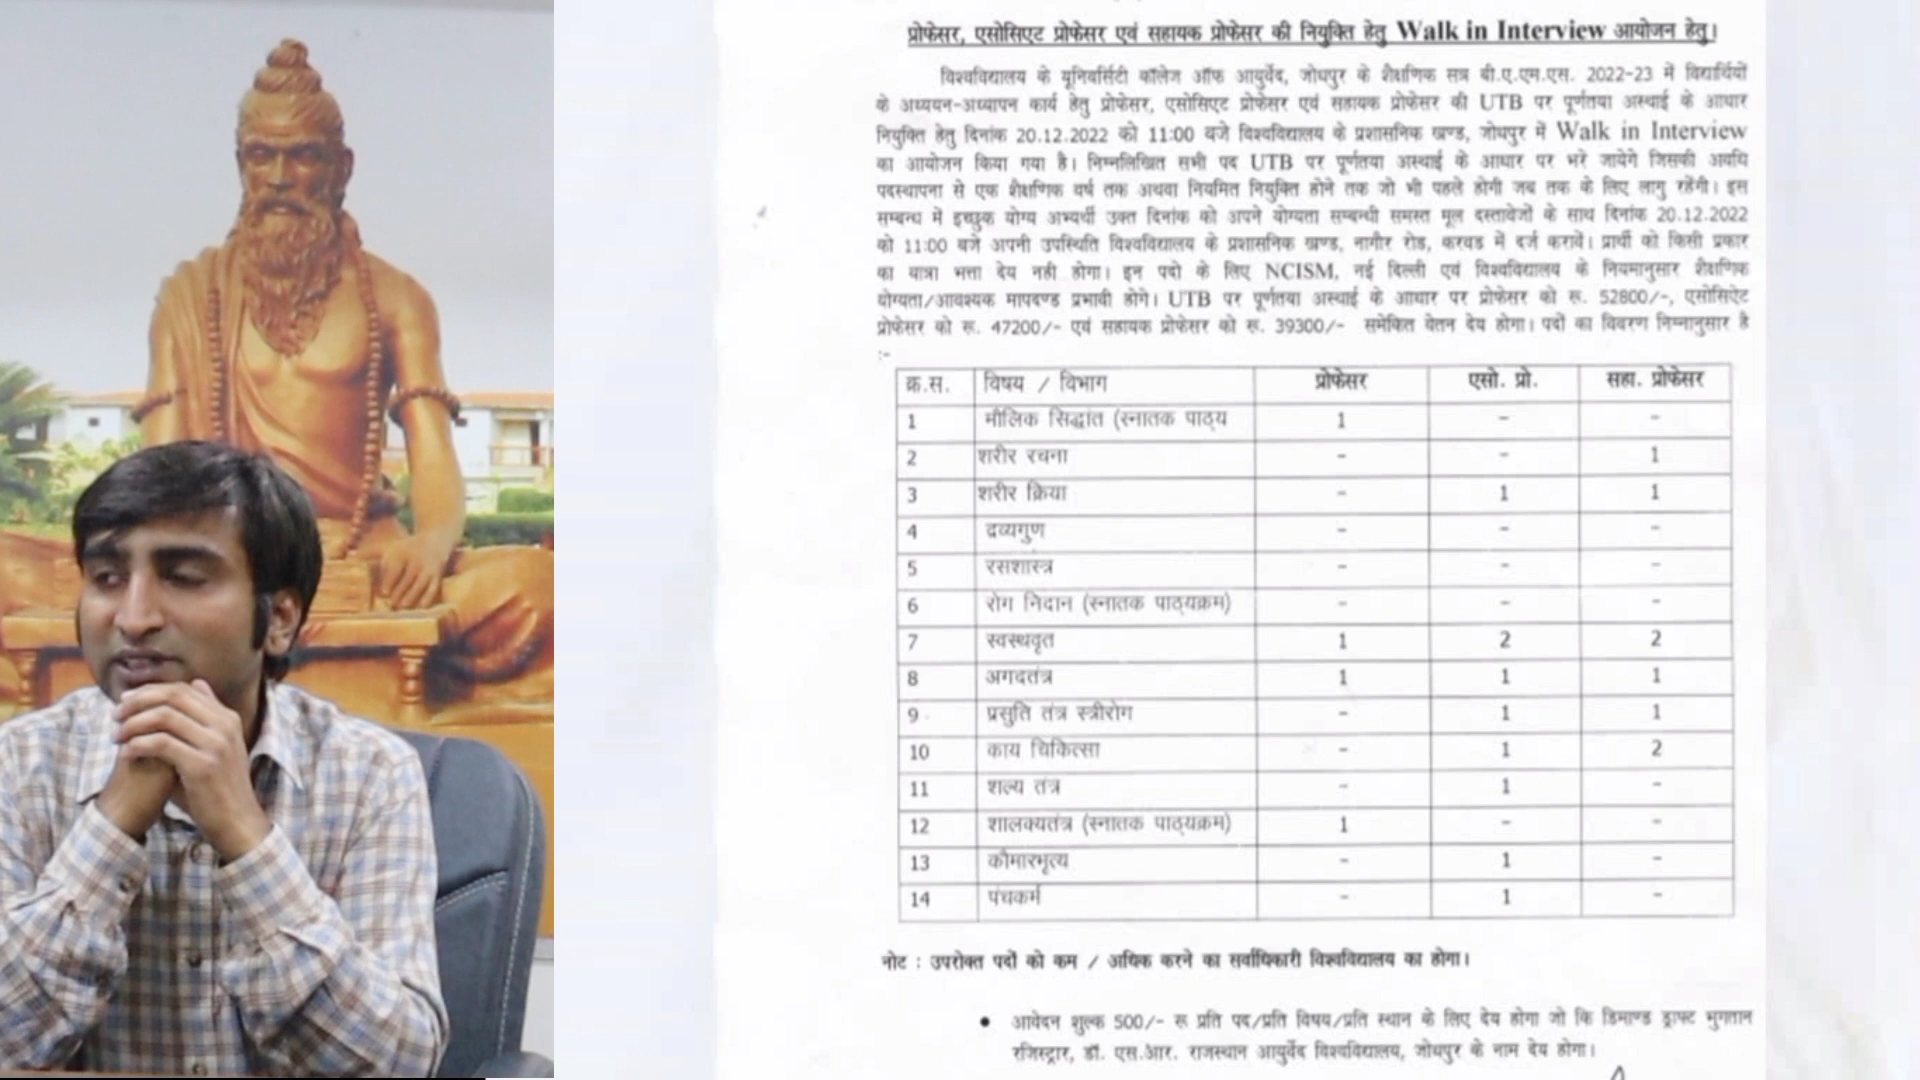 प्रोफेसर, एसोसिएट प्रोफेसर एवं सहायक प्रोफेसर की नियुक्ति हेतु Walk in Interview आयोजन हेतु।
विश्वविद्यालय के यूनिवर्सिटी कॉलेज ऑफ आयुर्वेद, जोधपुर के शैक्षणिक सत्र बी.ए.एम.एस. 2022-23 में विद्यार्थियों
के अध्ययन-अध्यापन कार्य हेतु प्रोफेसर, एसोसिएट प्रोफेसर एवं सहायक प्रोफेसर की UTB पर पूर्णतया अस्थाई के आधार
नियुक्ति हेतु दिनांक 20.12.2022 को 11:00 बजे विश्वविद्यालय के प्रशासनिक खण्ड, जोधपुर में Walk in Interview
का आयोजन किया गया है। निम्नलिखित सभी पद UTB पर पूर्णतया अस्थाई के आधार पर भरे जायेगे जिसकी अवधि
पदस्थापना से एक शैक्षणिक वर्ष तक अथवा नियमित नियुक्ति होने तक जो भी पहले होगी जब तक के लिए लागु रहेंगी। इस
सम्बन्ध में इच्छुक योग्य अभ्यर्थी उक्त दिनांक को अपने योग्यता सम्बन्धी समस्त मूल दस्तावेजों के साथ दिनांक 20.12.2022
को 11:00 बजे अपनी उपस्थिति विश्वविद्यालय के प्रशासनिक खण्ड, नागौर रोड, करवड में दर्ज करावें। प्रार्थी को किसी प्रकार
का यात्रा भत्ता देय नही होगा। इन पदो के लिए NCISM, नई दिल्ली एवं विश्वविद्यालय के नियमानुसार शैक्षणिक
योग्यता/आवश्यक मापदण्ड प्रभावी होगे। UTB पर पूर्णतया अस्थाई के आधार पर प्रोफेसर को रू. 52800/-, एसोसिऐट
प्रोफेसर को रू. 47200/- एवं सहायक प्रोफेसर को रू. 39300/- समेकित वेतन देय होगा। पदों का विवरण निम्नानुसार है
:-
क्र.स. विषय / विभाग प्रोफेसर एसो. प्रो. सहा. प्रोफेसर
1 मौलिक सिद्धांत (स्नातक पाठ्य 1 - -
2 शरीर रचना - - 1
3 शरीर क्रिया - 1 1
4 दव्यगुण - - -
5 रसशास्त्र - - -
6 रोग निदान (स्नातक पाठ्यक्रम) - - -
7 स्वस्थवृत 1 2 2
8 अगदतंत्र 1 1 1
9 प्रसुति तंत्र स्त्रीरोग - 1 1
10 काय चिकित्सा - 1 2
11 शल्य तंत्र - 1 -
12 शालक्यतंत्र (स्नातक पाठ्यक्रम) 1 - -
13 कौमारभृत्य - 1 -
14 पंचकर्म - 1 -
नोट : उपरोक्त पदों को कम / अधिक करने का सर्वाधिकारी विश्वविद्यालय का होगा।
• आवेदन शुल्क 500/- रू प्रति पद/प्रति विषय/प्रति स्थान के लिए देय होगा जो कि डिमाण्ड ड्राफ्ट भुगतान
रजिस्ट्रार, डॉ. एस.आर. राजस्थान आयुर्वेद विश्वविद्यालय, जोधपुर के नाम देय होगा।